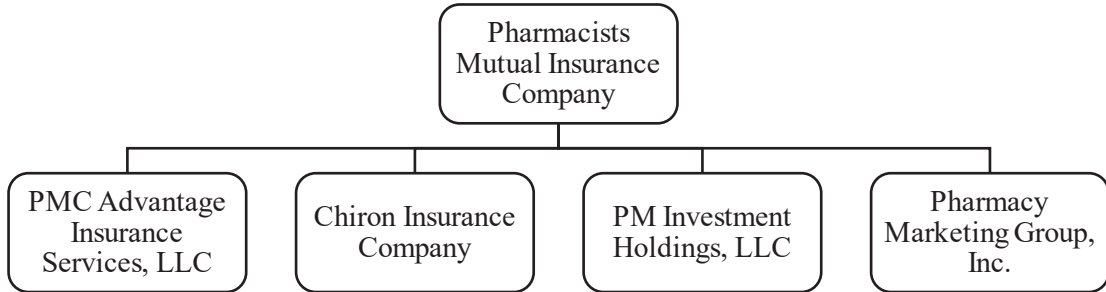 Pharmacists
Mutual Insurance
Company
PMC Advantage
Insurance
Services, LLC
Chiron Insurance
Company
PM Investment
Holdings, LLC
Pharmacy
Marketing Group,
Inc.